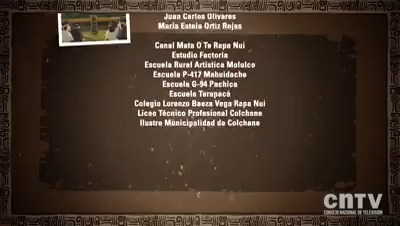 Juan Carlos Olivares
Maria Estela Ortiz Rojas
Canal Mata O Te Rapa Nui
Estudio Factoría
Escuela Rural Artística Molulco
Escuela P-417 Mahuidache
Escuela G-94 Pachica
Escuela Tarapacá
Colegio Lorenzo Baeza Vega Rapa Nui
Liceo Técnico Profesional Colchane
Ilustre Municipalidad de Colchane
cnTV
CONSEJO NACIONAL DE TELEVISIÓN